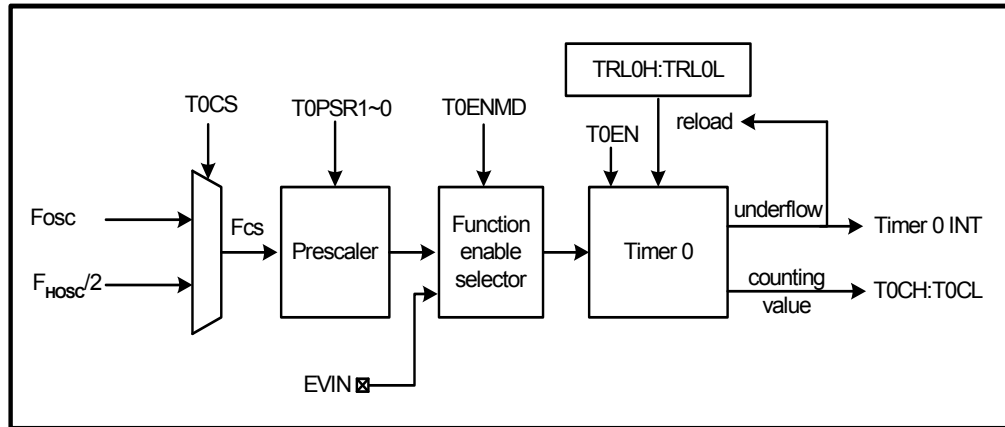 TRL0H:TRL0L
T0CS
T0PSR1~0
T0ENMD
T0EN
reload
Fosc
Fcs
Prescaler
Function
enable
selector
Timer 0
underflow
Timer 0 INT
FHOSC/2
counting
value
T0CH:T0CL
EVIN